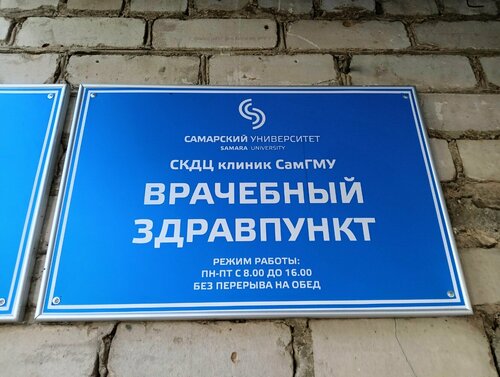 САМАРСКИЙ УНИВЕРСИТЕТ
SAMARA UNIVERSITY
СКДЦ клиник СамГМУ
ВРАЧЕБНЫЙ
ЗДРАВПУНКТ
РЕЖИМ РАБОТЫ:
ПН-ПТ С 8.00 ДО 16.00
БЕЗ ПЕРЕРЫВА НА ОБЕД